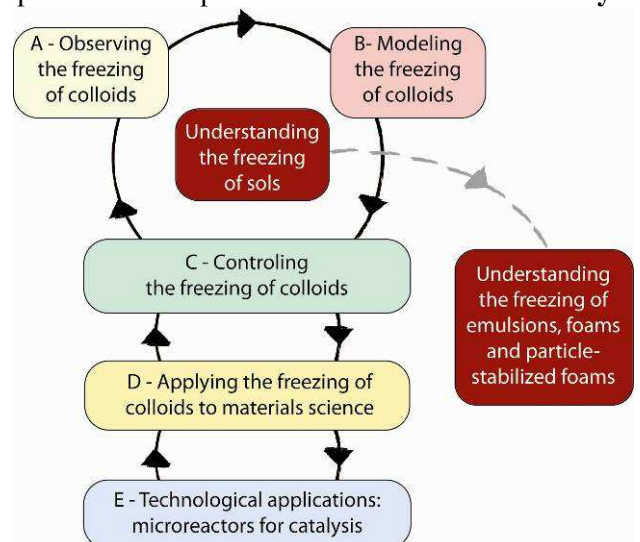 A - Observing
the freezing
of colloids
B- Modeling
the freezing
of colloids
Understanding
the freezing
of sols
C - Controling
the freezing of colloids
Understanding
the freezing of
emulsions, foams
and particle-
stabilized foams
D - Applying the freezing of
colloids to materials science
E - Technological applications:
microreactors for catalysis